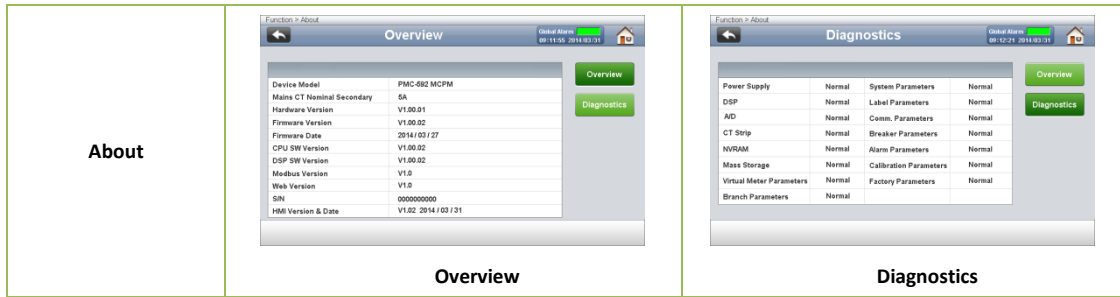 About
Function > About
Overview
Global Alarm
09:11:55 2014/03/31
Overview
Diagnostics
Device Model PMC-592 MCPM
Mains CT Nominal Secondary 5A
Hardware Version V1.00.01
Firmware Version V1.00.02
Firmware Date 2014 / 03 / 27
CPU SW Version V1.00.02
DSP SW Version V1.00.02
Modbus Version V1.0
Web Version V1.0
S/N 0000000000
HMI Version & Date V1.02 2014 / 03 / 31
Overview
Function > About
Diagnostics
Global Alarm
09:12:21 2014/03/31
Overview
Diagnostics
Power Supply Normal System Parameters Normal
DSP Normal Label Parameters Normal
A/D Normal Comm. Parameters Normal
CT Strip Normal Breaker Parameters Normal
NVRAM Normal Alarm Parameters Normal
Mass Storage Normal Calibration Parameters Normal
Virtual Meter Parameters Normal Factory Parameters Normal
Branch Parameters Normal
Diagnostics